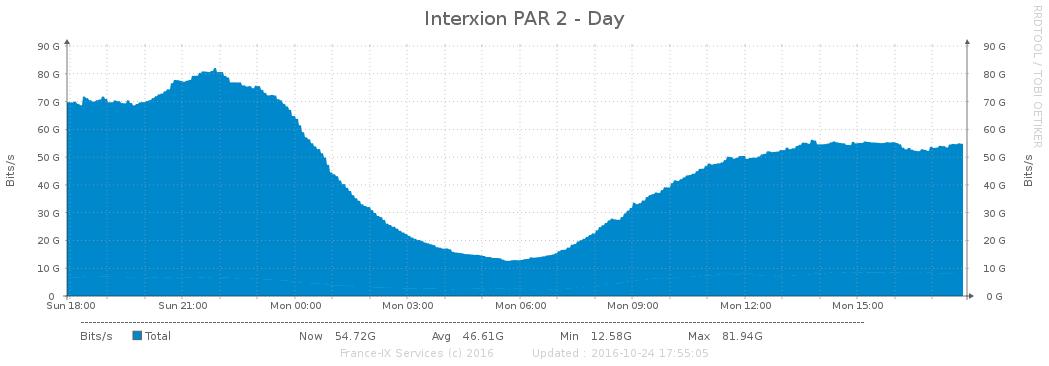 Interxion PAR 2 - Day
RRDTOOL / TOBI OETIKER
Bits/s
90 G 90 G
80 G 80 G
70 G 70 G
60 G 60 G
50 G 50 G
40 G 40 G
30 G 30 G
20 G 20 G
10 G 10 G
0 0 G
Bits/s
Sun 18:00 Sun 21:00 Mon 00:00 Mon 03:00 Mon 06:00 Mon 09:00 Mon 12:00 Mon 15:00
Bits/s Total Now 54.72G Avg 46.61G Min 12.58G Max 81.94G
France-IX Services (c) 2016 Updated : 2016-10-24 17:55:05